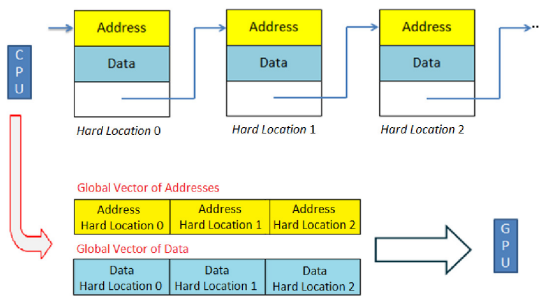 CPU
Address
Data
Hard Location 0
Address
Data
Hard Location 1
Address
Data
Hard Location 2
...
Global Vector of Addresses
Address
Hard Location 0
Address
Hard Location 1
Address
Hard Location 2
Global Vector of Data
Data
Hard Location 0
Data
Hard Location 1
Data
Hard Location 2
GPU